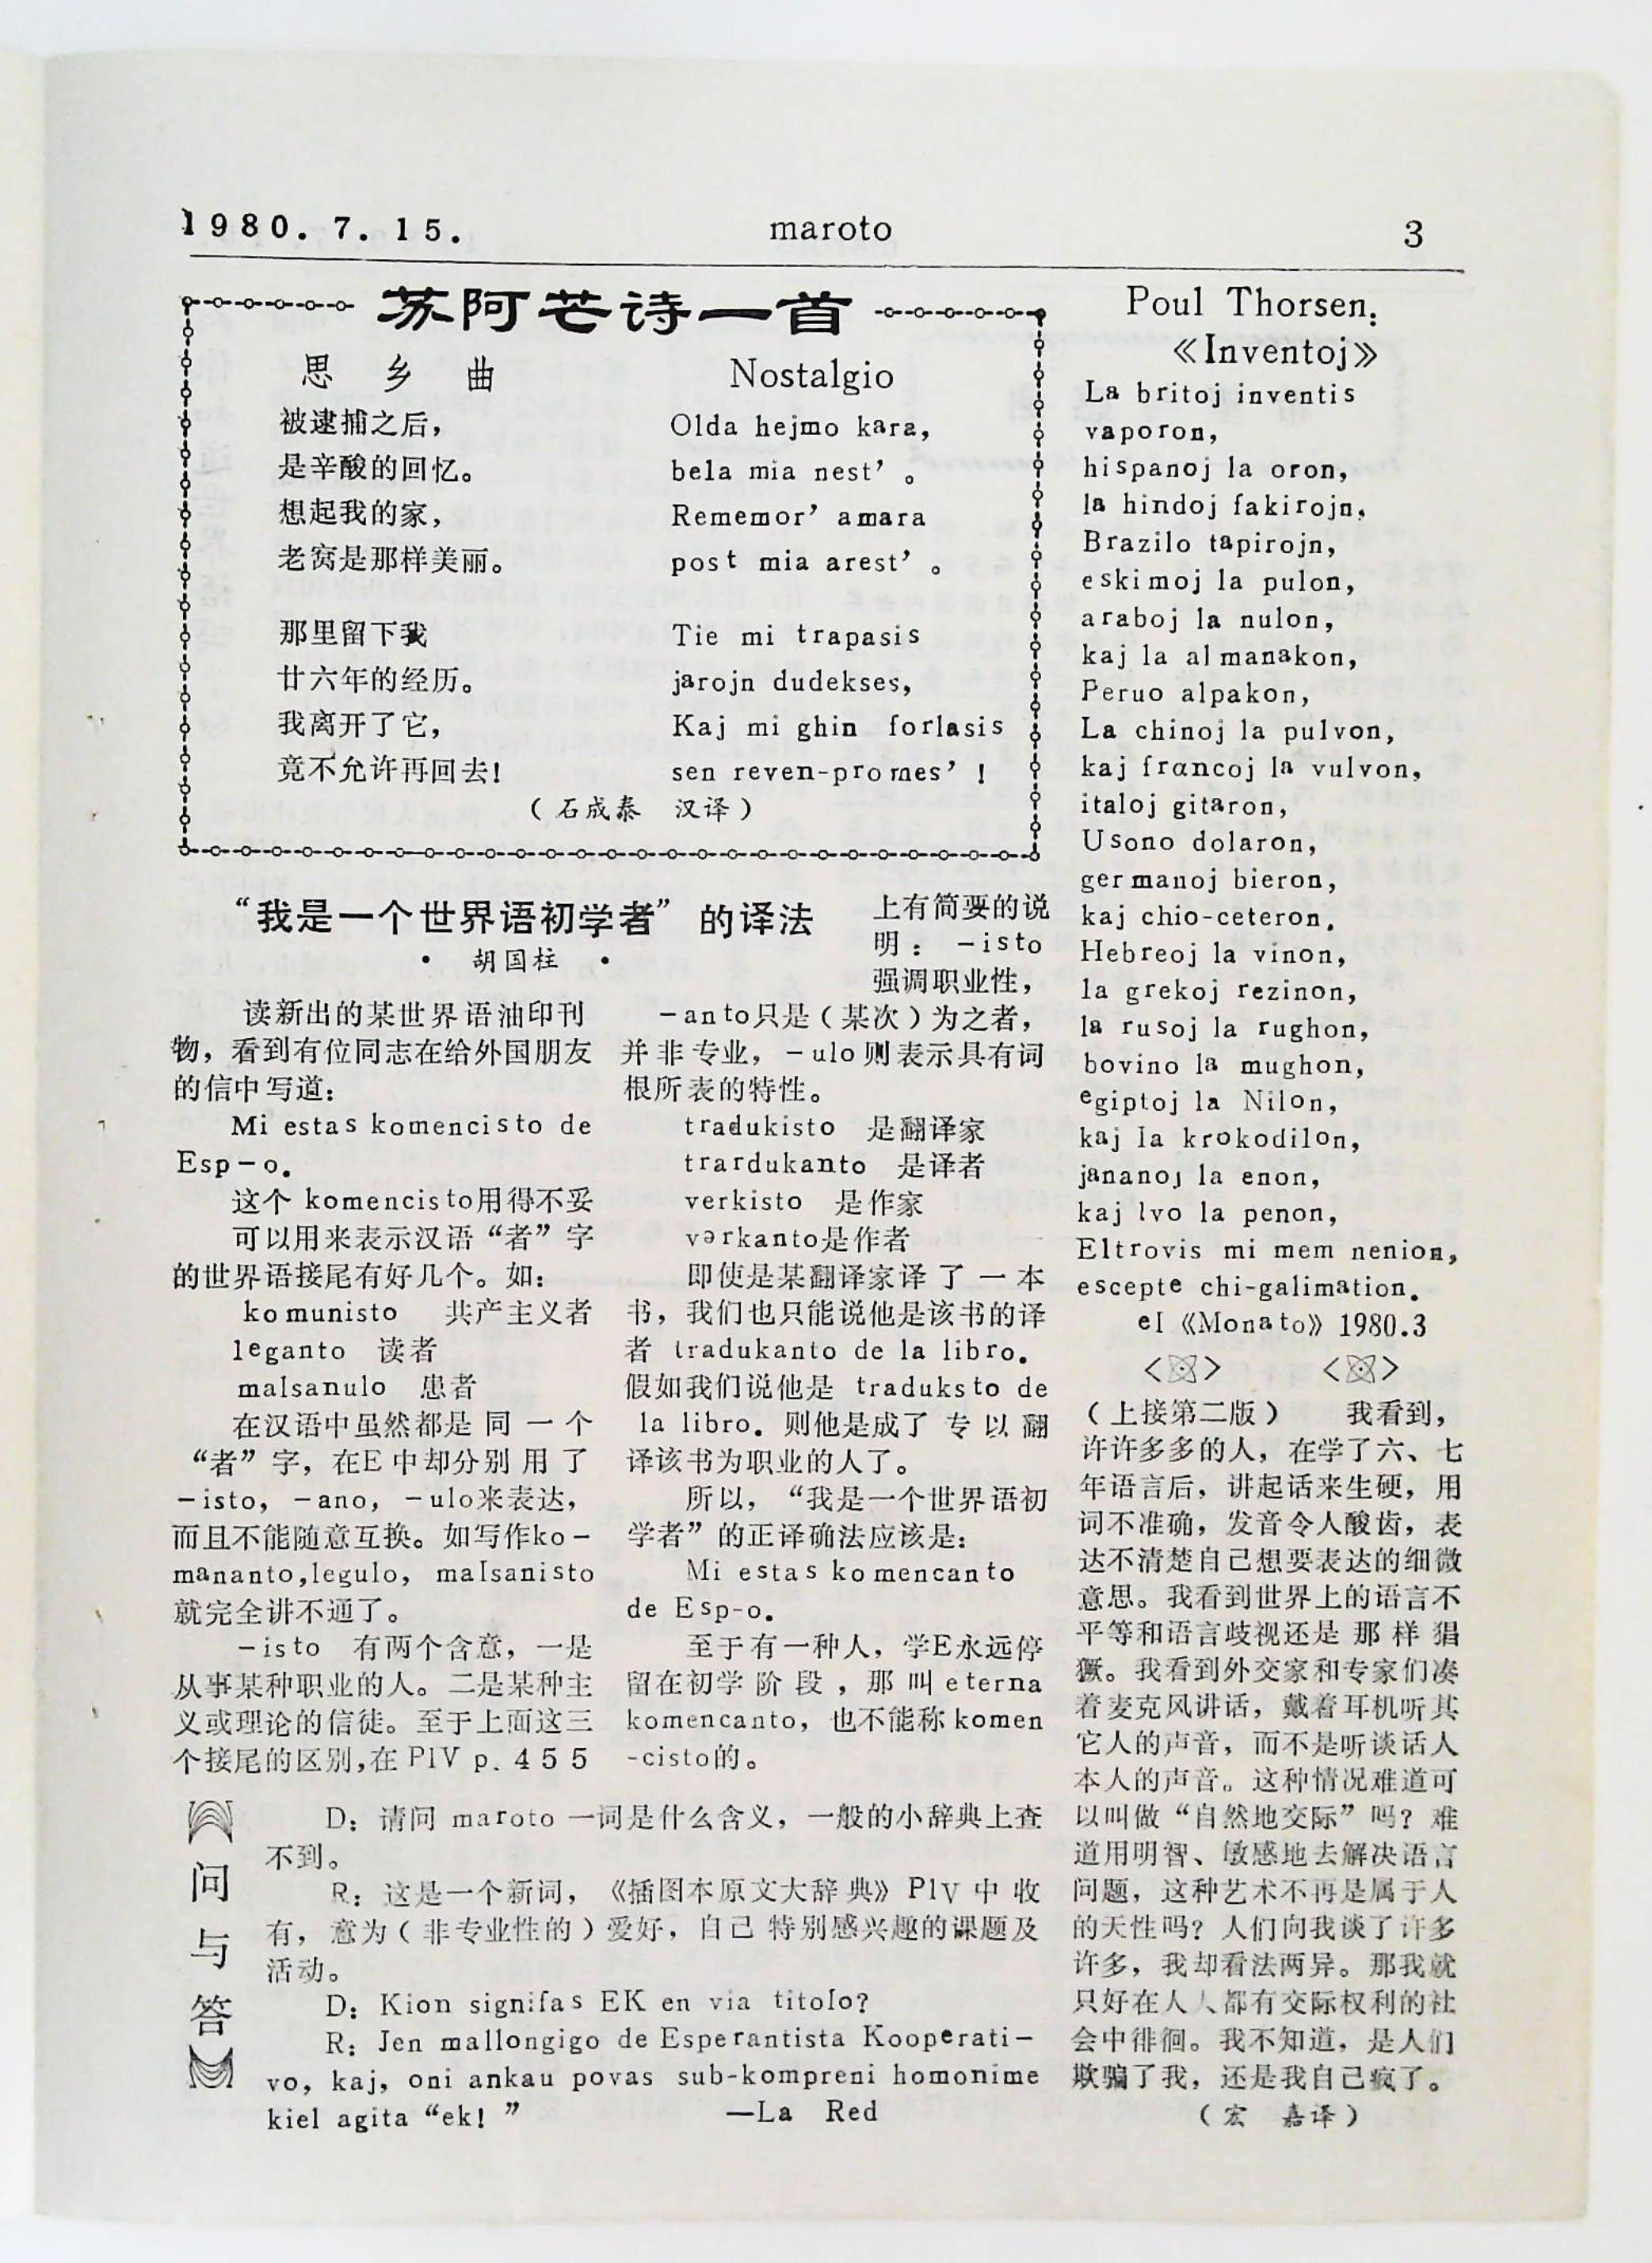 1980.7.15.
maroto
3
苏阿芒诗一首
思 乡 曲
被逮捕之后，
是辛酸的回忆。
想起我的家，
老窝是那样美丽。
那里留下我
廿六年的经历。
我离开了它，
竟不允许再回去！
Nostalgio
Olda hejmo kara,
bela mia nest’。
Rememor’ amara
post mia arest’。
Tie mi trapasis
jarojn dudekses,
Kaj mi ghin forlasis
sen reven-promes’！
（石成泰 汉译）
“我是一个世界语初学者”的译法
· 胡国柱 ·
读新出的某世界语油印刊
物，看到有位同志在给外国朋友
的信中写道：
Mi estas komencisto de
Esp－o.
这个 komencisto用得不妥
可以用来表示汉语“者”字
的世界语接尾有好几个。如：
komunisto 共产主义者
leganto 读者
malsanulo 患者
在汉语中虽然都是同一个
“者”字，在E中却分别用了
－isto，－ano，－ulo来表达，
而且不能随意互换。如写作ko－
mananto,legulo, malsanisto
就完全讲不通了。
－isto 有两个含意，一是
从事某种职业的人。二是某种主
义或理论的信徒。至于上面这三
个接尾的区别,在PIV p.455
上有简要的说
明：－isto
强调职业性，
－anto只是（某次）为之者，
并非专业，－ulo则表示具有词
根所表的特性。
tradukisto 是翻译家
trardukanto 是译者
verkisto 是作家
vərkanto是作者
即使是某翻译家译了一本
书，我们也只能说他是该书的译
者 tradukanto de la libro.
假如我们说他是 traduksto de
la libro. 则他是成了专以翻
译该书为职业的人了。
所以，“我是一个世界语初
学者”的正译确法应该是：
Mi estas komencanto
de Esp-o.
至于有一种人，学E永远停
留在初学阶段，那叫eterna
komencanto，也不能称komen
-cisto的。
Poul Thorsen:
《Inventoj》
La britoj inventis
vaporon,
hispanoj la oron,
la hindoj fakirojn,
Brazilo tapirojn,
eskimoj la pulon,
araboj la nulon,
kaj la almanakon,
Peruo alpakon,
La chinoj la pulvon,
kaj francoj la vulvon,
italoj gitaron,
Usono dolaron,
germanoj bieron,
kaj chio-ceteron.
Hebreoj la vinon,
la grekoj rezinon,
la rusoj la rughon,
bovino la mughon,
egiptoj la Nilon,
kaj la krokodilon,
jananoj la enon,
kaj Ivo la penon,
Eltrovis mi mem nenion,
escepte chi-galimation.
el《Monato》1980.3
（上接第二版） 我看到，
许许多多的人，在学了六、七
年语言后，讲起话来生硬，用
词不准确，发音令人酸齿，表
达不清楚自己想要表达的细微
意思。我看到世界上的语言不
平等和语言歧视还是那样猖
獗。我看到外交家和专家们凑
着麦克风讲话，戴着耳机听其
它人的声音，而不是听谈话人
本人的声音。这种情况难道可
以叫做“自然地交际”吗？难
道用明智、敏感地去解决语言
问题，这种艺术不再是属于人
的天性吗？人们向我谈了许多
许多，我却看法两异。那我就
只好在人人都有交际权利的社
会中徘徊。我不知道，是人们
欺骗了我，还是我自己疯了。
（宏 嘉译）
问与答
D：请问 maroto 一词是什么含义，一般的小辞典上查
不到。
R：这是一个新词，《插图本原文大辞典》PIV中收
有，意为（非专业性的）爱好，自己特别感兴趣的课题及
活动。
D：Kion signifas EK en via titolo?
R：Jen mallongigo de Esperantista Kooperati－
vo, kaj, oni ankau povas sub-kompreni homonime
kiel agita “ek！”
—La Red